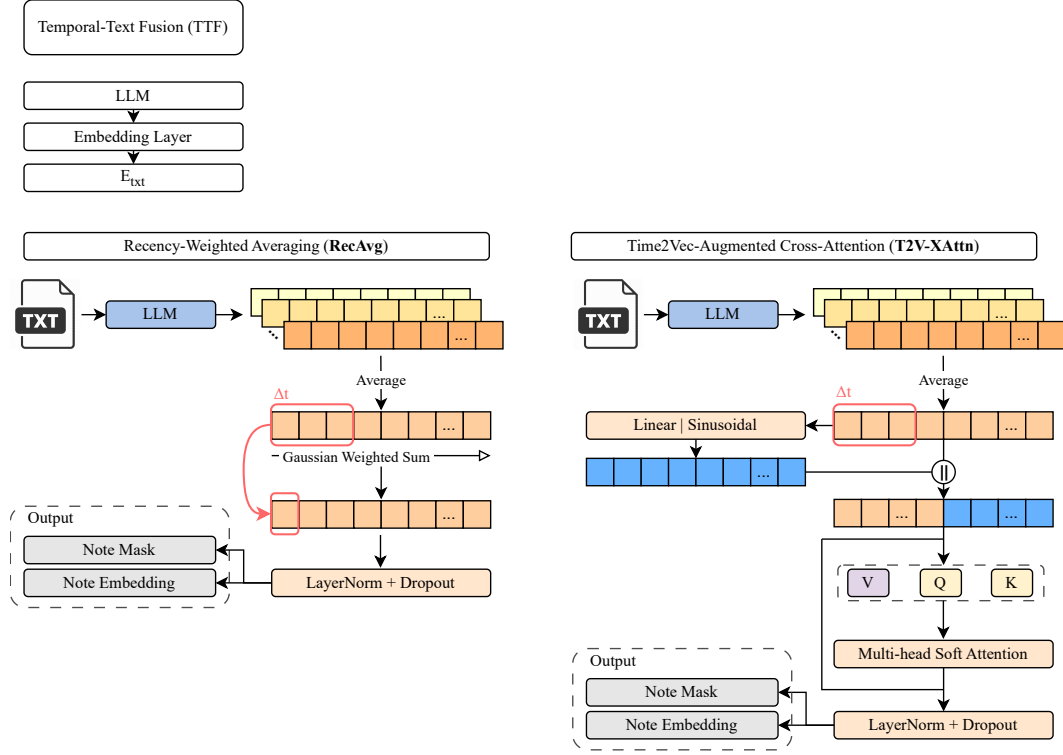 Temporal-Text Fusion (TTF)
LLM
Embedding Layer
E_txt
Recency-Weighted Averaging (RecAvg)
TXT
LLM
...
...
...
Average
Δt
...
Gaussian Weighted Sum
...
Output
Note Mask
Note Embedding
LayerNorm + Dropout
Time2Vec-Augmented Cross-Attention (T2V-XAttn)
TXT
LLM
...
...
...
Average
Δt
Linear | Sinusoidal
...
...
||
... ...
V Q K
Multi-head Soft Attention
Output
Note Mask
Note Embedding
LayerNorm + Dropout